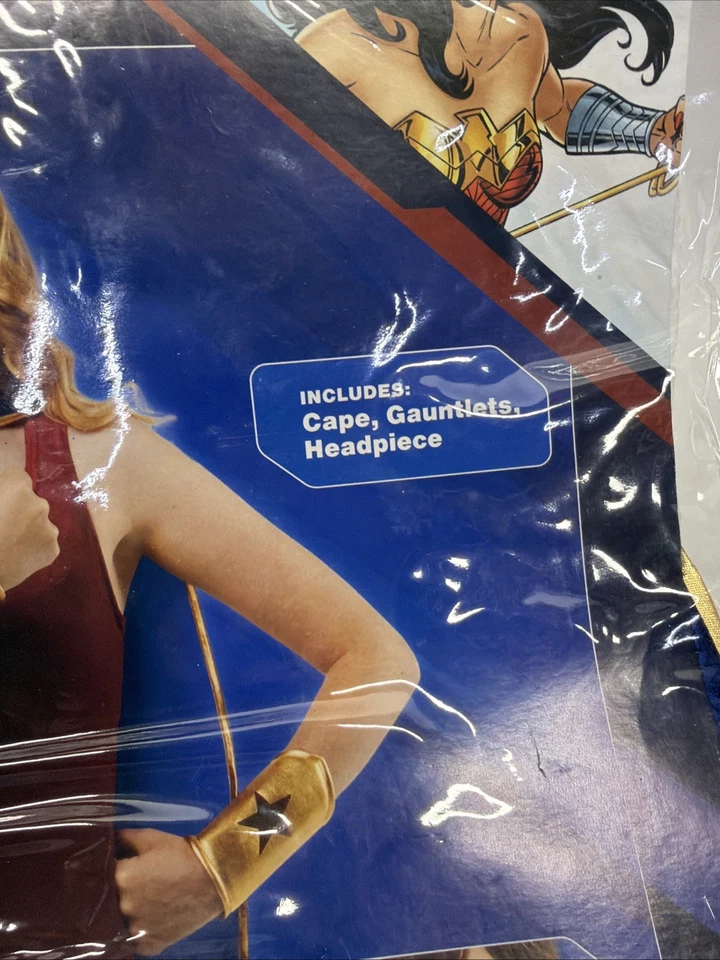 INCLUDES:
Cape, Gauntlets,
Headpiece